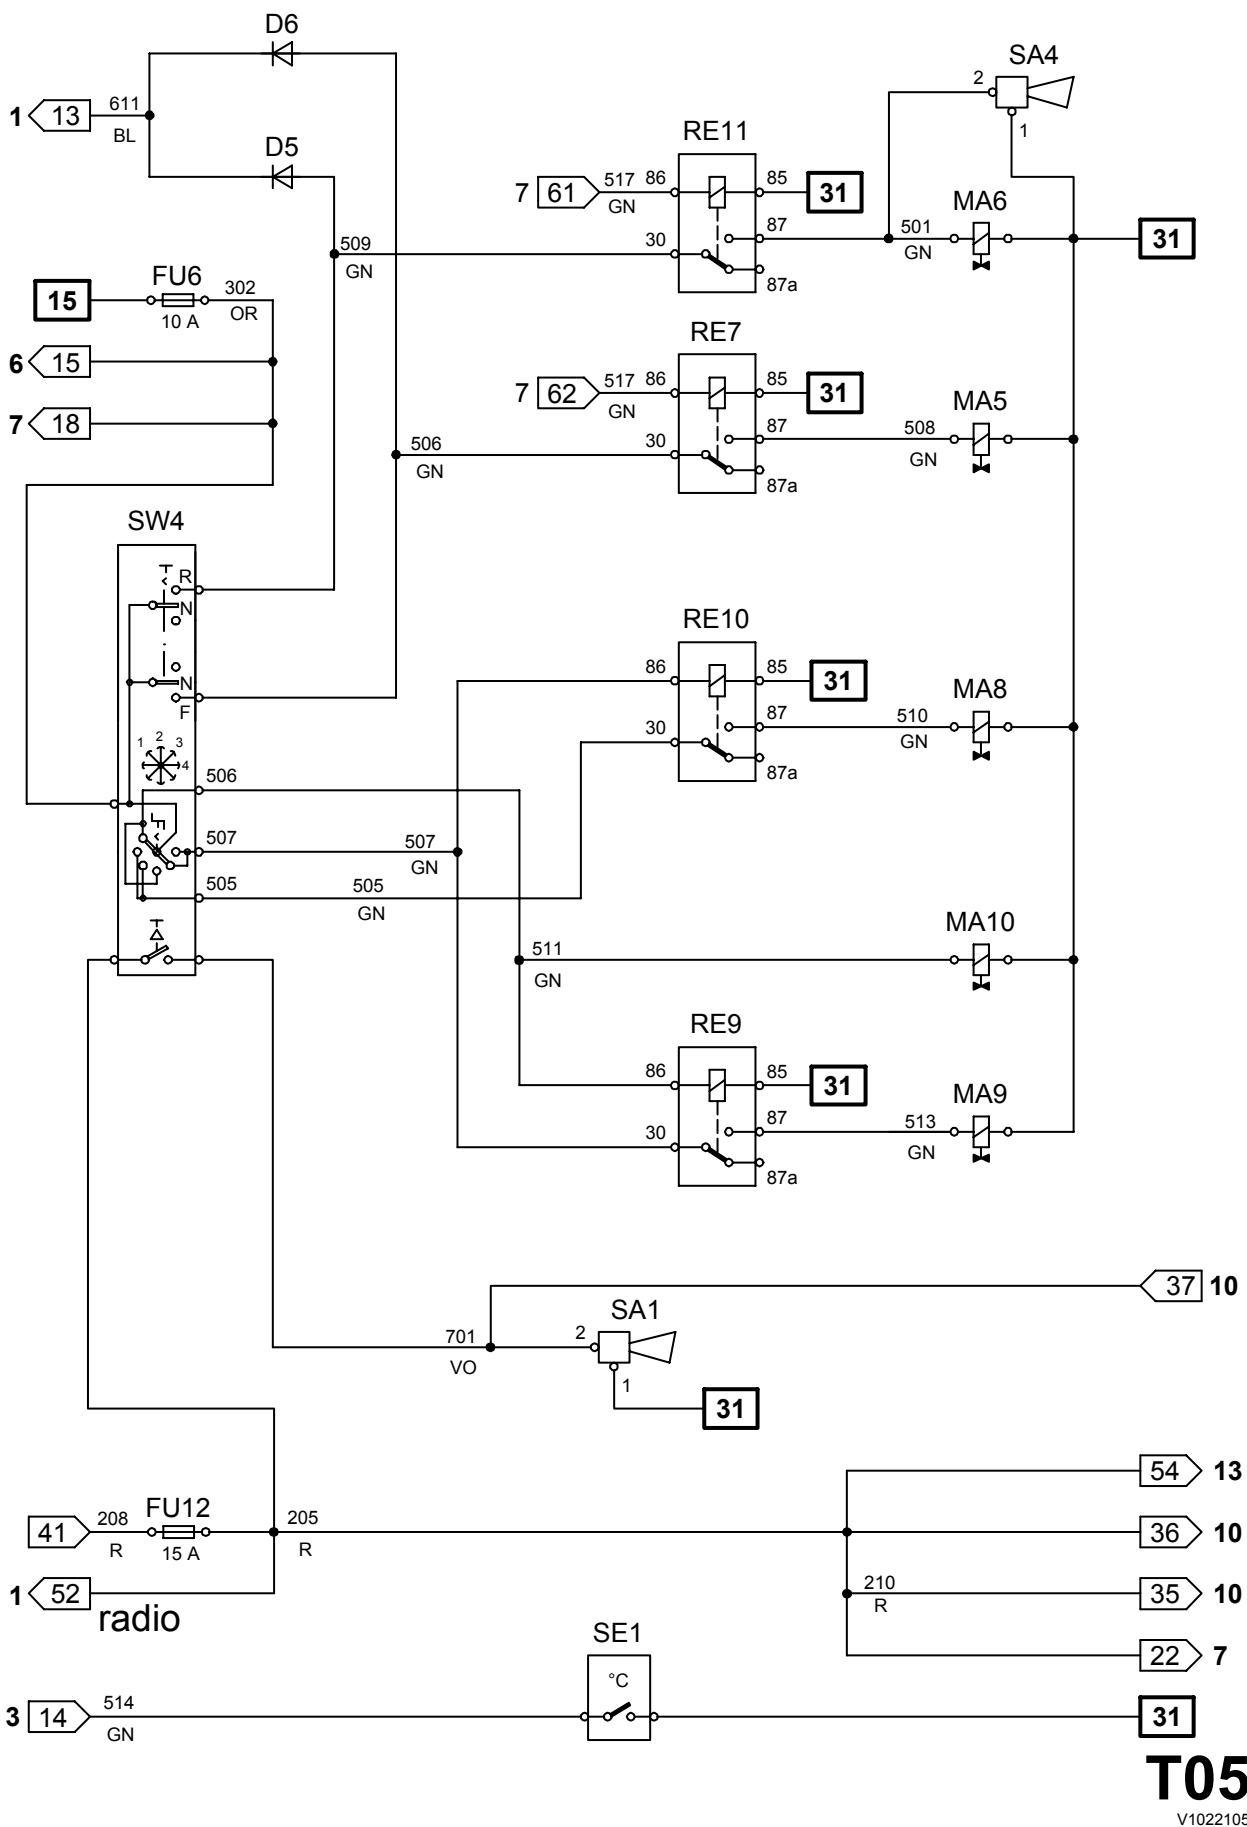 D6
SA4
2
1 13 611
BL
1
D5
RE11
7 61 517 86 85 31
GN
MA6
509 30 87 501 31
GN GN
87a
FU6
15 302
10 A OR
RE7
6 15
7 62 517 86 85 31
GN
MA5
7 18
506 30 87 508
GN GN
87a
SW4
R
N
RE10
N 86 85 31
F
MA8
30 87 510
GN
1 2 3
4
87a
506
507 507
GN
505 505
GN
MA10
511
GN
RE9
86 85 31
MA9
30 87 513
GN
87a
37 10
SA1
701 2
VO
1
31
54 13
FU12
41 208 205 36 10
R 15 A R
1 52 210 35 10
R
radio
SE1
22 7
°C
3 14 514 31
GN
T05
V1022105